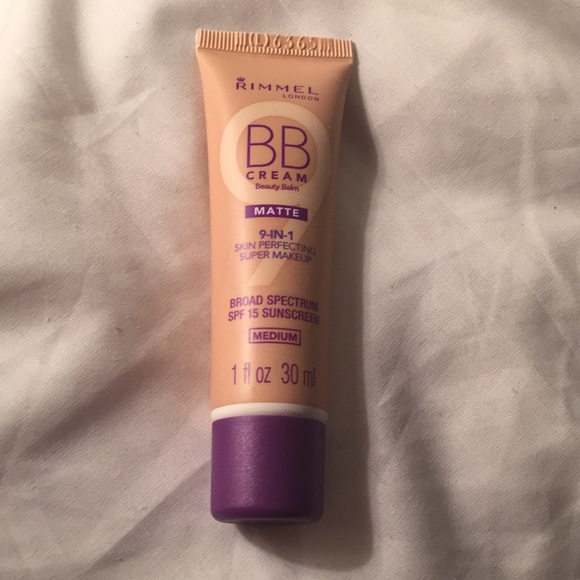 (L)6365
RIMMEL
LONDON
BB
CREAM
Beauty Balm
MATTE
9-IN-1
SKIN PERFECTING
SUPER MAKEUP
BROAD SPECTRUM
SPF 15 SUNSCREEN
MEDIUM
1 fl oz 30 ml